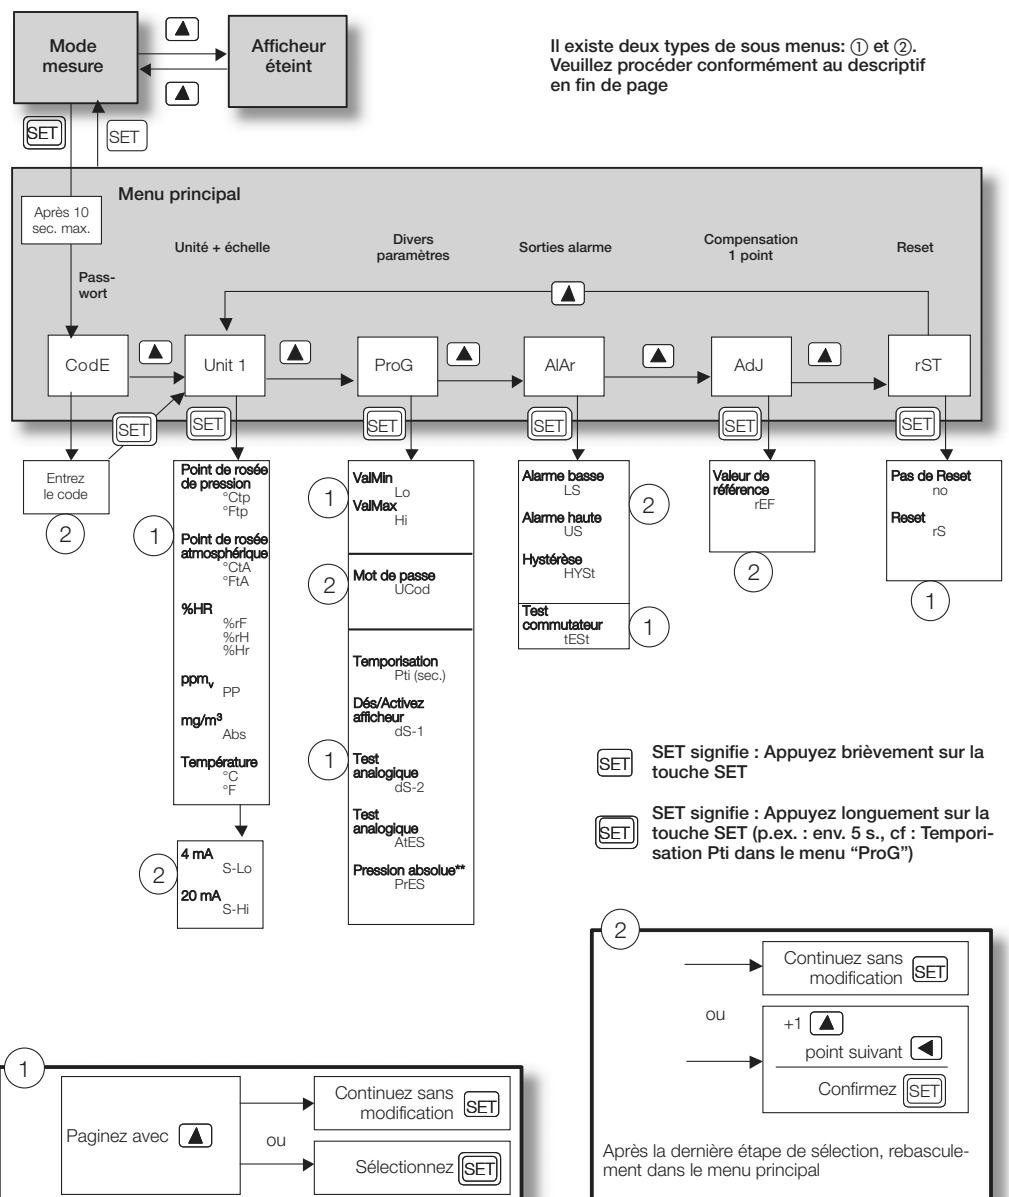 Mode
mesure
Afficheur
éteint
Il existe deux types de sous menus: ① et ②.
Veuillez procéder conformément au descriptif
en fin de page
SET
SET
Menu principal
Après 10
sec. max.
Pass-
wort
Unité + échelle
Divers
paramètres
Sorties alarme
Compensation
1 point
Reset
CodE
Unit 1
ProG
AlAr
AdJ
rST
SET
SET
SET
SET
SET
SET
Entrez
le code
2
Point de rosée
de pression
°Ctp
°Ftp
1
Point de rosée
atmosphérique
°CtA
°FtA
%HR
%rF
%rH
%Hr
ppmv
PP
mg/m³
Abs
Température
°C
°F
2
4 mA
S-Lo
20 mA
S-Hi
1
ValMin
Lo
ValMax
Hi
2
Mot de passe
UCod
Temporisation
Pti (sec.)
Dés/Activez
afficheur
dS-1
1
Test
analogique
dS-2
Test
analogique
AtES
Pression absolue**
PrES
Alarme basse
LS
2
Alarme haute
US
Hystérèse
HYSt
Test
commutateur
tESt
1
Valeur de
référence
rEF
2
Pas de Reset
no
Reset
rS
1
SET
SET signifie : Appuyez brièvement sur la
touche SET
SET
SET signifie : Appuyez longuement sur la
touche SET (p.ex. : env. 5 s., cf : Tempori-
sation Pti dans le menu “ProG”)
2
Continuez sans
modification SET
ou
+1
point suivant
Confirmez SET
Après la dernière étape de sélection, rebascule-
ment dans le menu principal
1
Paginez avec
Continuez sans
modification SET
ou
Sélectionnez SET